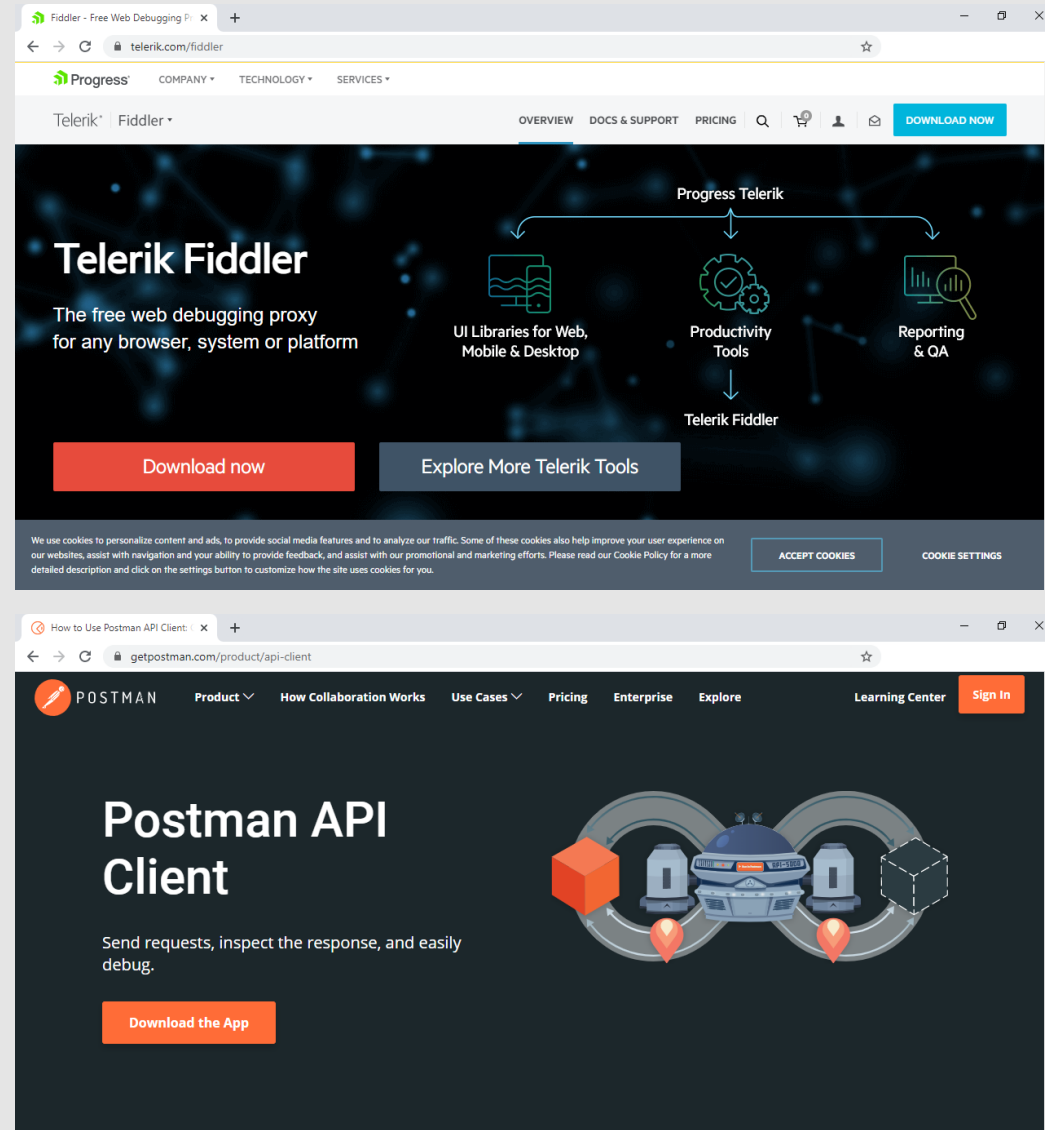 Fiddler - Free Web Debugging Pr
telerik.com/fiddler
Progress
COMPANY TECHNOLOGY SERVICES
Telerik Fiddler
OVERVIEW DOCS & SUPPORT PRICING 0 DOWNLOAD NOW
Progress Telerik
Telerik Fiddler
The free web debugging proxy
for any browser, system or platform
UI Libraries for Web,
Mobile & Desktop
Productivity
Tools
Reporting
& QA
Telerik Fiddler
Download now
Explore More Telerik Tools
We use cookies to personalize content and ads, to provide social media features and to analyze our traffic. Some of these cookies also help improve your user experience on
our websites, assist with navigation and your ability to provide feedback, and assist with our promotional and marketing efforts. Please read our Cookie Policy for a more
detailed description and click on the settings button to customize how the site uses cookies for you.
ACCEPT COOKIES
COOKIE SETTINGS
How to Use Postman API Client:
getpostman.com/product/api-client
POSTMAN Product How Collaboration Works Use Cases Pricing Enterprise Explore Learning Center Sign In
Postman API
Client
Send requests, inspect the response, and easily
debug.
Download the App